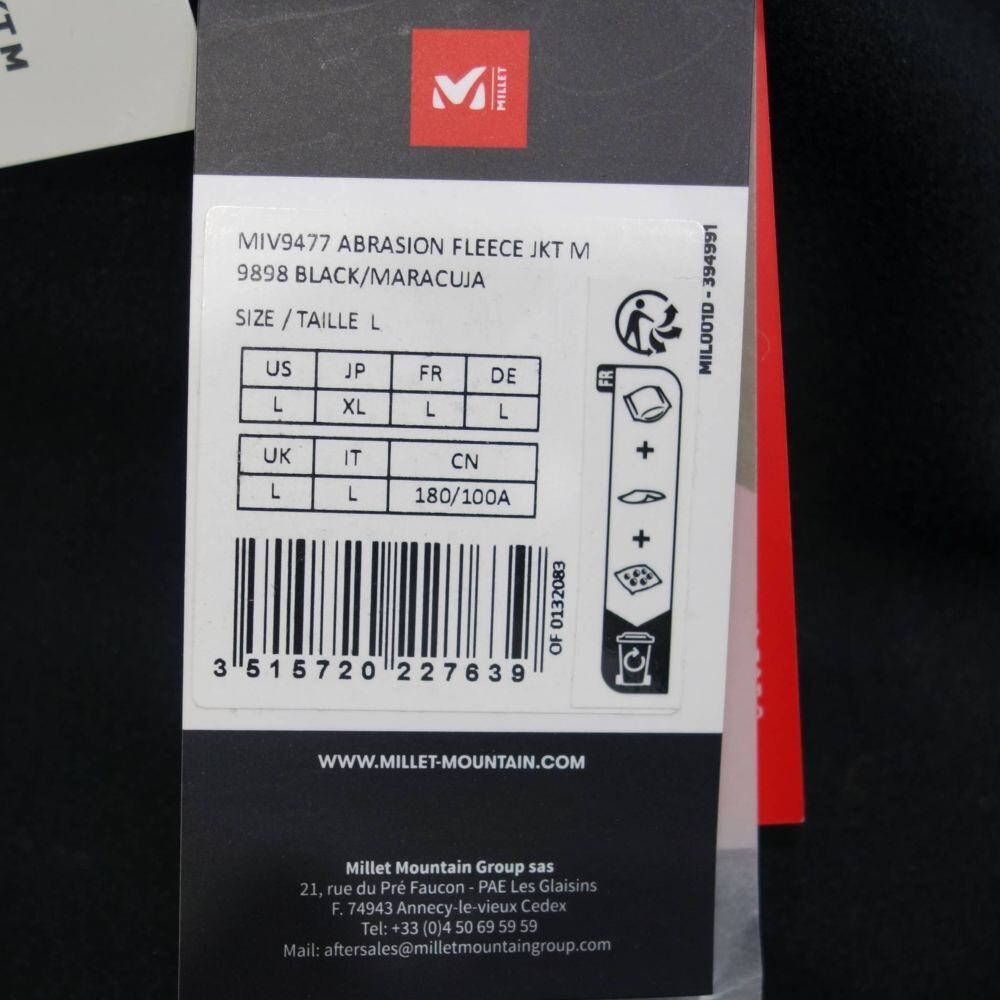 KT M
MILLET
MIV9477 ABRASION FLEECE JKT M
9898 BLACK/MARACUJA
SIZE / TAILLE L
US JP FR DE
L XL L L
UK IT CN
L L 180/100A
3 515720 227639
OF 0132083
MIL001D - 394991
FR
+
+
WWW.MILLET-MOUNTAIN.COM
Millet Mountain Group sas
21, rue du Pré Faucon - PAE Les Glaisins
F. 74943 Annecy-le-vieux Cedex
Tel: +33 (0)4 50 69 59 59
Mail: aftersales@milletmountaingroup.com